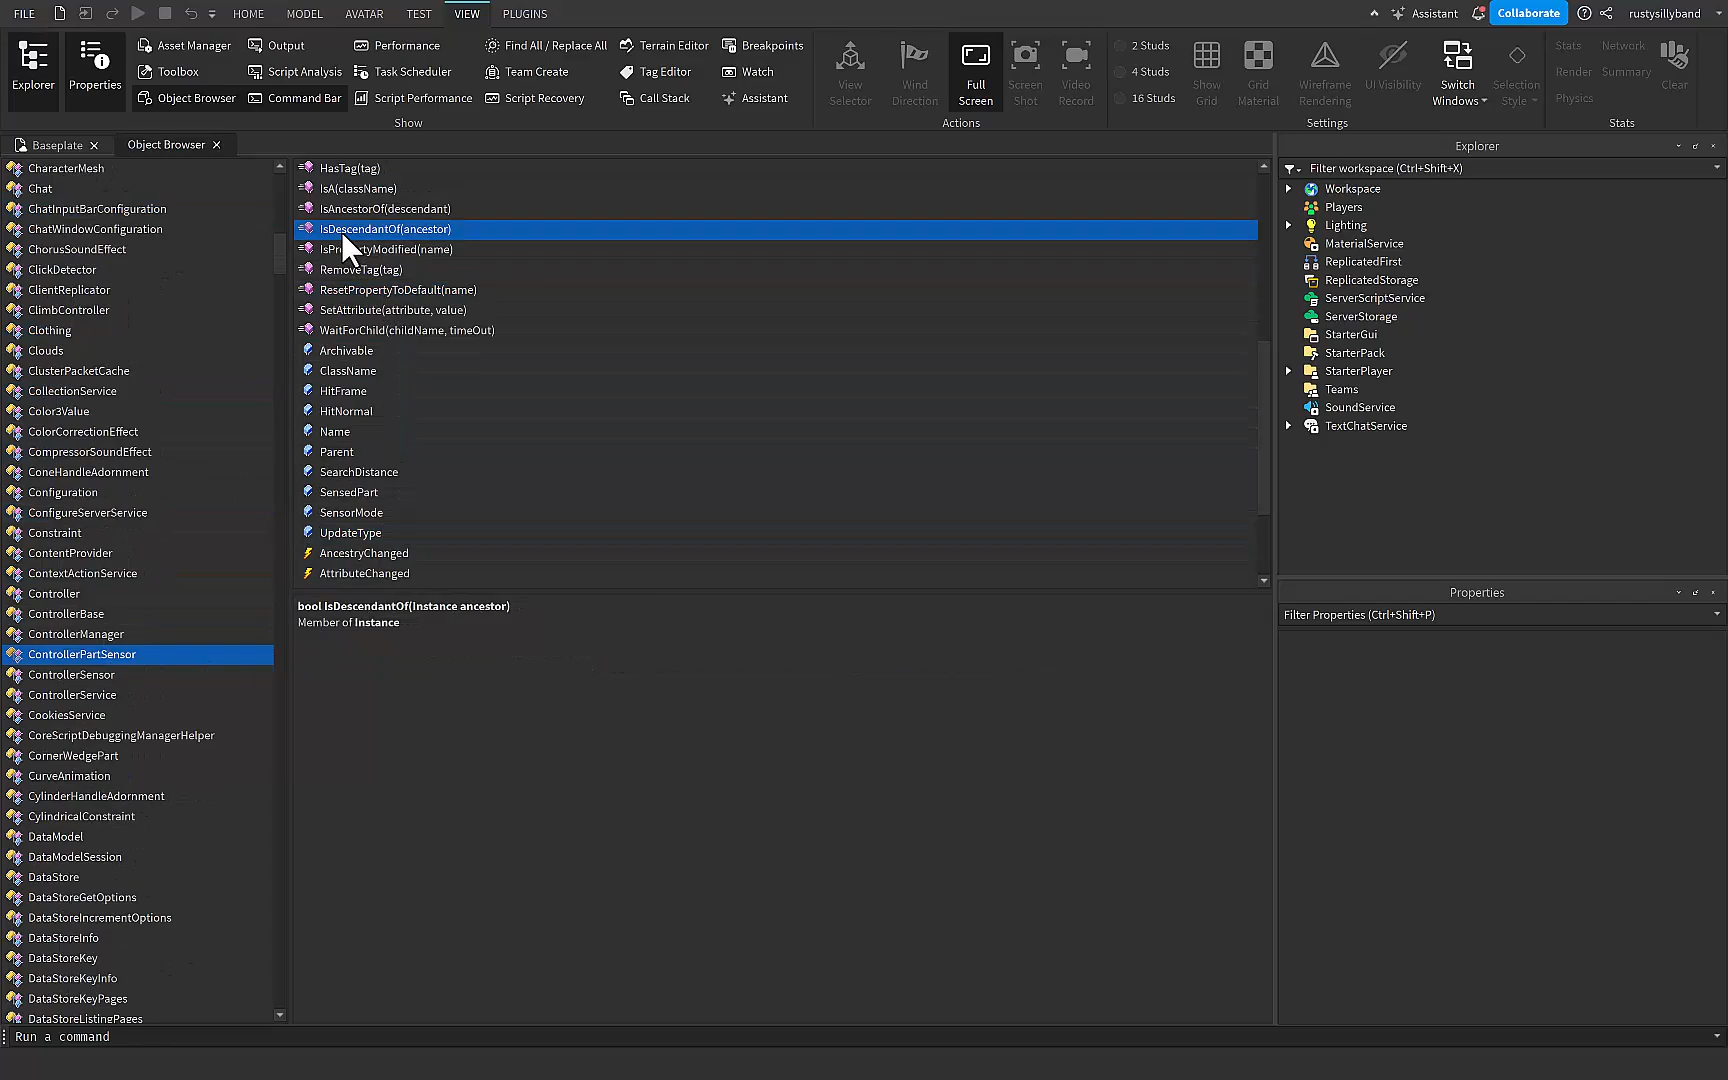 FILE HOME MODEL AVATAR TEST VIEW PLUGINS Assistant Collaborate rustysillyband
Explorer
Properties
Asset Manager Output Performance Find All / Replace All Terrain Editor Breakpoints
Toolbox Script Analysis Task Scheduler Team Create Tag Editor Watch
Object Browser Command Bar Script Performance Script Recovery Call Stack Assistant
Show
View Selector
Wind Direction
Full Screen
Screen Shot
Video Record
Actions
2 Studs
4 Studs
16 Studs
Show Grid
Grid Material
Wireframe Rendering
UI Visibility
Switch Windows
Selection Style
Settings
Stats Network
Render Summary
Physics
Clear
Stats
Baseplate Object Browser
CharacterMesh
Chat
ChatInputBarConfiguration
ChatWindowConfiguration
ChorusSoundEffect
ClickDetector
ClientReplicator
ClimbController
Clothing
Clouds
ClusterPacketCache
CollectionService
Color3Value
ColorCorrectionEffect
CompressorSoundEffect
ConeHandleAdornment
Configuration
ConfigureServerService
Constraint
ContentProvider
ContextActionService
Controller
ControllerBase
ControllerManager
ControllerPartSensor
ControllerSensor
ControllerService
CookiesService
CoreScriptDebuggingManagerHelper
CornerWedgePart
CurveAnimation
CylinderHandleAdornment
CylindricalConstraint
DataModel
DataModelSession
DataStore
DataStoreGetOptions
DataStoreIncrementOptions
DataStoreInfo
DataStoreKey
DataStoreKeyInfo
DataStoreKeyPages
DataStoreListingPages
HasTag(tag)
IsA(className)
IsAncestorOf(descendant)
IsDescendantOf(ancestor)
IsPropertyModified(name)
RemoveTag(tag)
ResetPropertyToDefault(name)
SetAttribute(attribute, value)
WaitForChild(childName, timeOut)
Archivable
ClassName
HitFrame
HitNormal
Name
Parent
SearchDistance
SensedPart
SensorMode
UpdateType
AncestryChanged
AttributeChanged
bool IsDescendantOf(Instance ancestor)
Member of Instance
Explorer
Filter workspace (Ctrl+Shift+X)
Workspace
Players
Lighting
MaterialService
ReplicatedFirst
ReplicatedStorage
ServerScriptService
ServerStorage
StarterGui
StarterPack
StarterPlayer
Teams
SoundService
TextChatService
Properties
Filter Properties (Ctrl+Shift+P)
Run a command